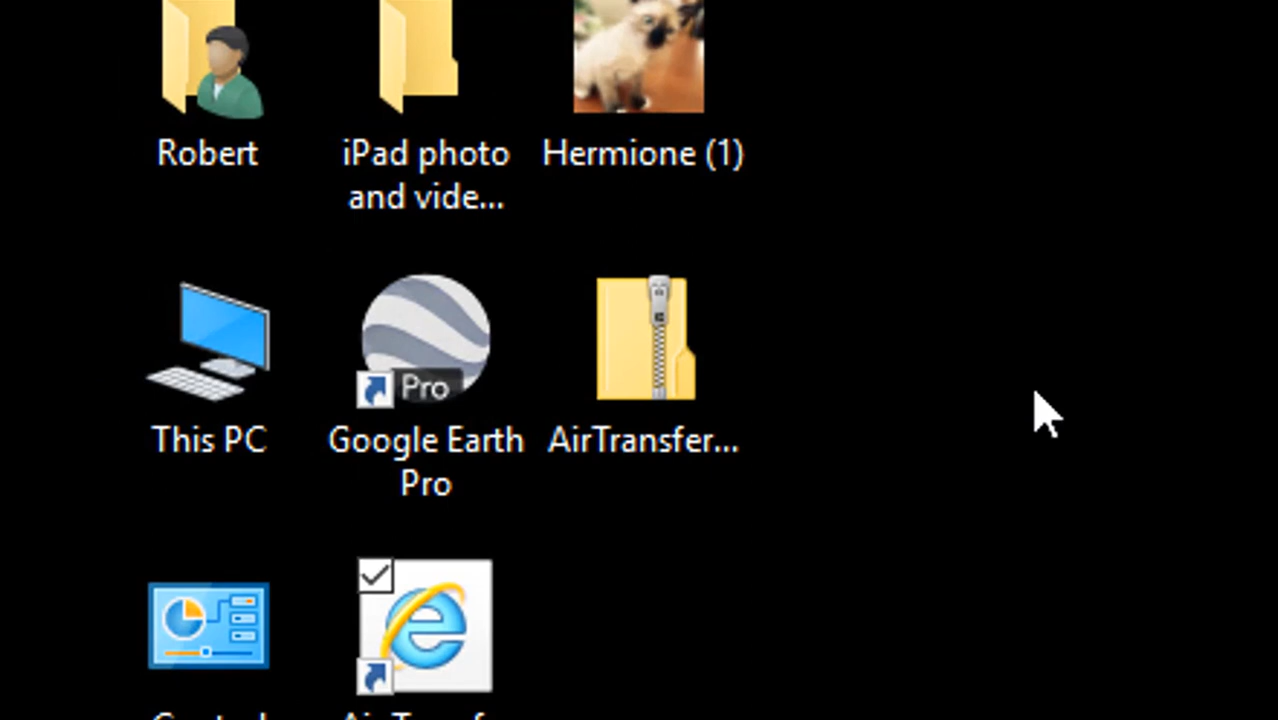 Robert
iPad photo
and vide...
Hermione (1)
This PC
Pro
Google Earth
Pro
AirTransfer...